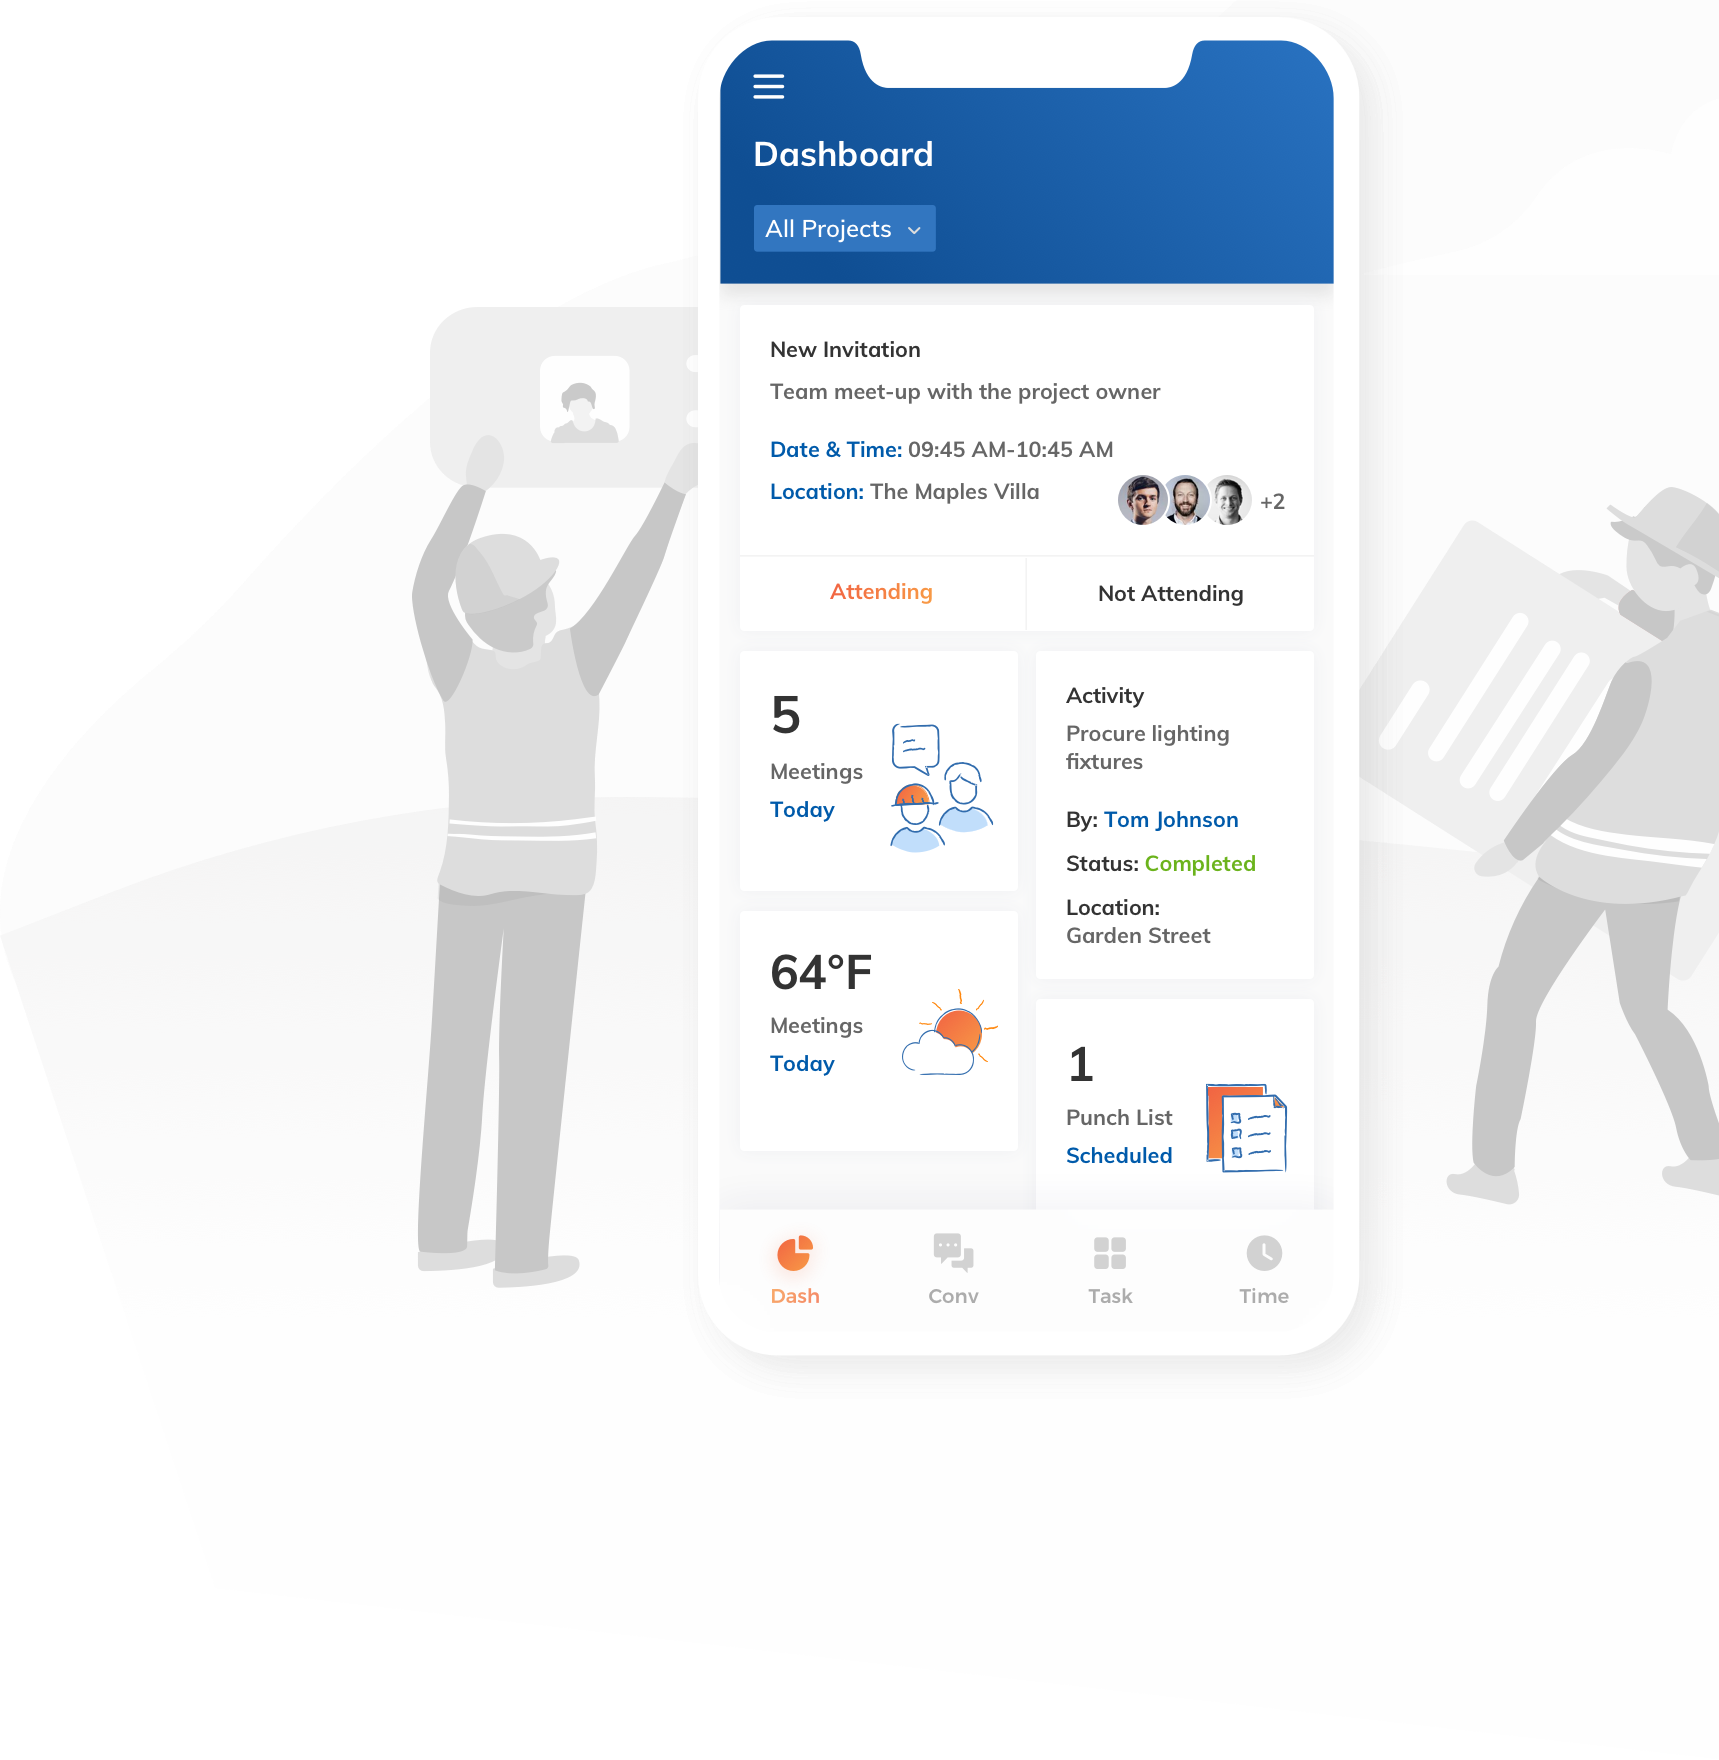 Dashboard
All Projects
New Invitation
Team meet-up with the project owner
Date & Time: 09:45 AM-10:45 AM
Location: The Maples Villa
+2
Attending
Not Attending
5
Meetings
Today
Activity
Procure lighting
fixtures
By: Tom Johnson
Status: Completed
Location:
Garden Street
64°F
Meetings
Today
1
Punch List
Scheduled
Dash
Conv
Task
Time